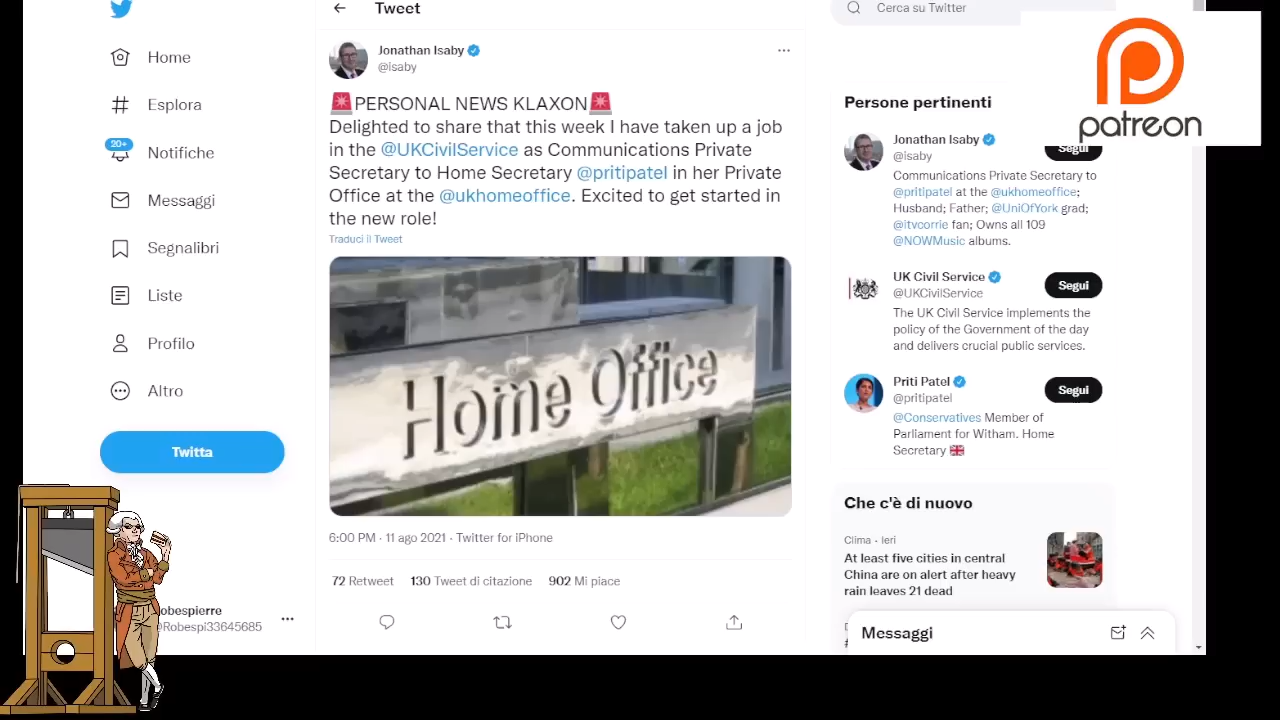 Tweet
Cerca su Twitter
patreon
Home
Esplora
20+
Notifiche
Messaggi
Segnalibri
Liste
Profilo
Altro
Twitta
obespierre
@Robespi33645685
Jonathan Isaby
@isaby
PERSONAL NEWS KLAXON
Delighted to share that this week I have taken up a job
in the @UKCivilService as Communications Private
Secretary to Home Secretary @pritipatel in her Private
Office at the @ukhomeoffice. Excited to get started in
the new role!
Traduci il Tweet
Home Office
6:00 PM · 11 ago 2021 · Twitter for iPhone
72 Retweet 130 Tweet di citazione 902 Mi piace
Persone pertinenti
Jonathan Isaby
@isaby
Segui
Communications Private Secretary to
@pritipatel at the @ukhomeoffice;
Husband; Father; @UniOfYork grad;
@itvcorrie fan; Owns all 109
@NOWMusic albums.
UK Civil Service
@UKCivilService
Segui
The UK Civil Service implements the
policy of the Government of the day
and delivers crucial public services.
Priti Patel
@pritipatel
Segui
@Conservatives Member of
Parliament for Witham. Home
Secretary
Che c'è di nuovo
Clima · Ieri
At least five cities in central
China are on alert after heavy
rain leaves 21 dead
Messaggi